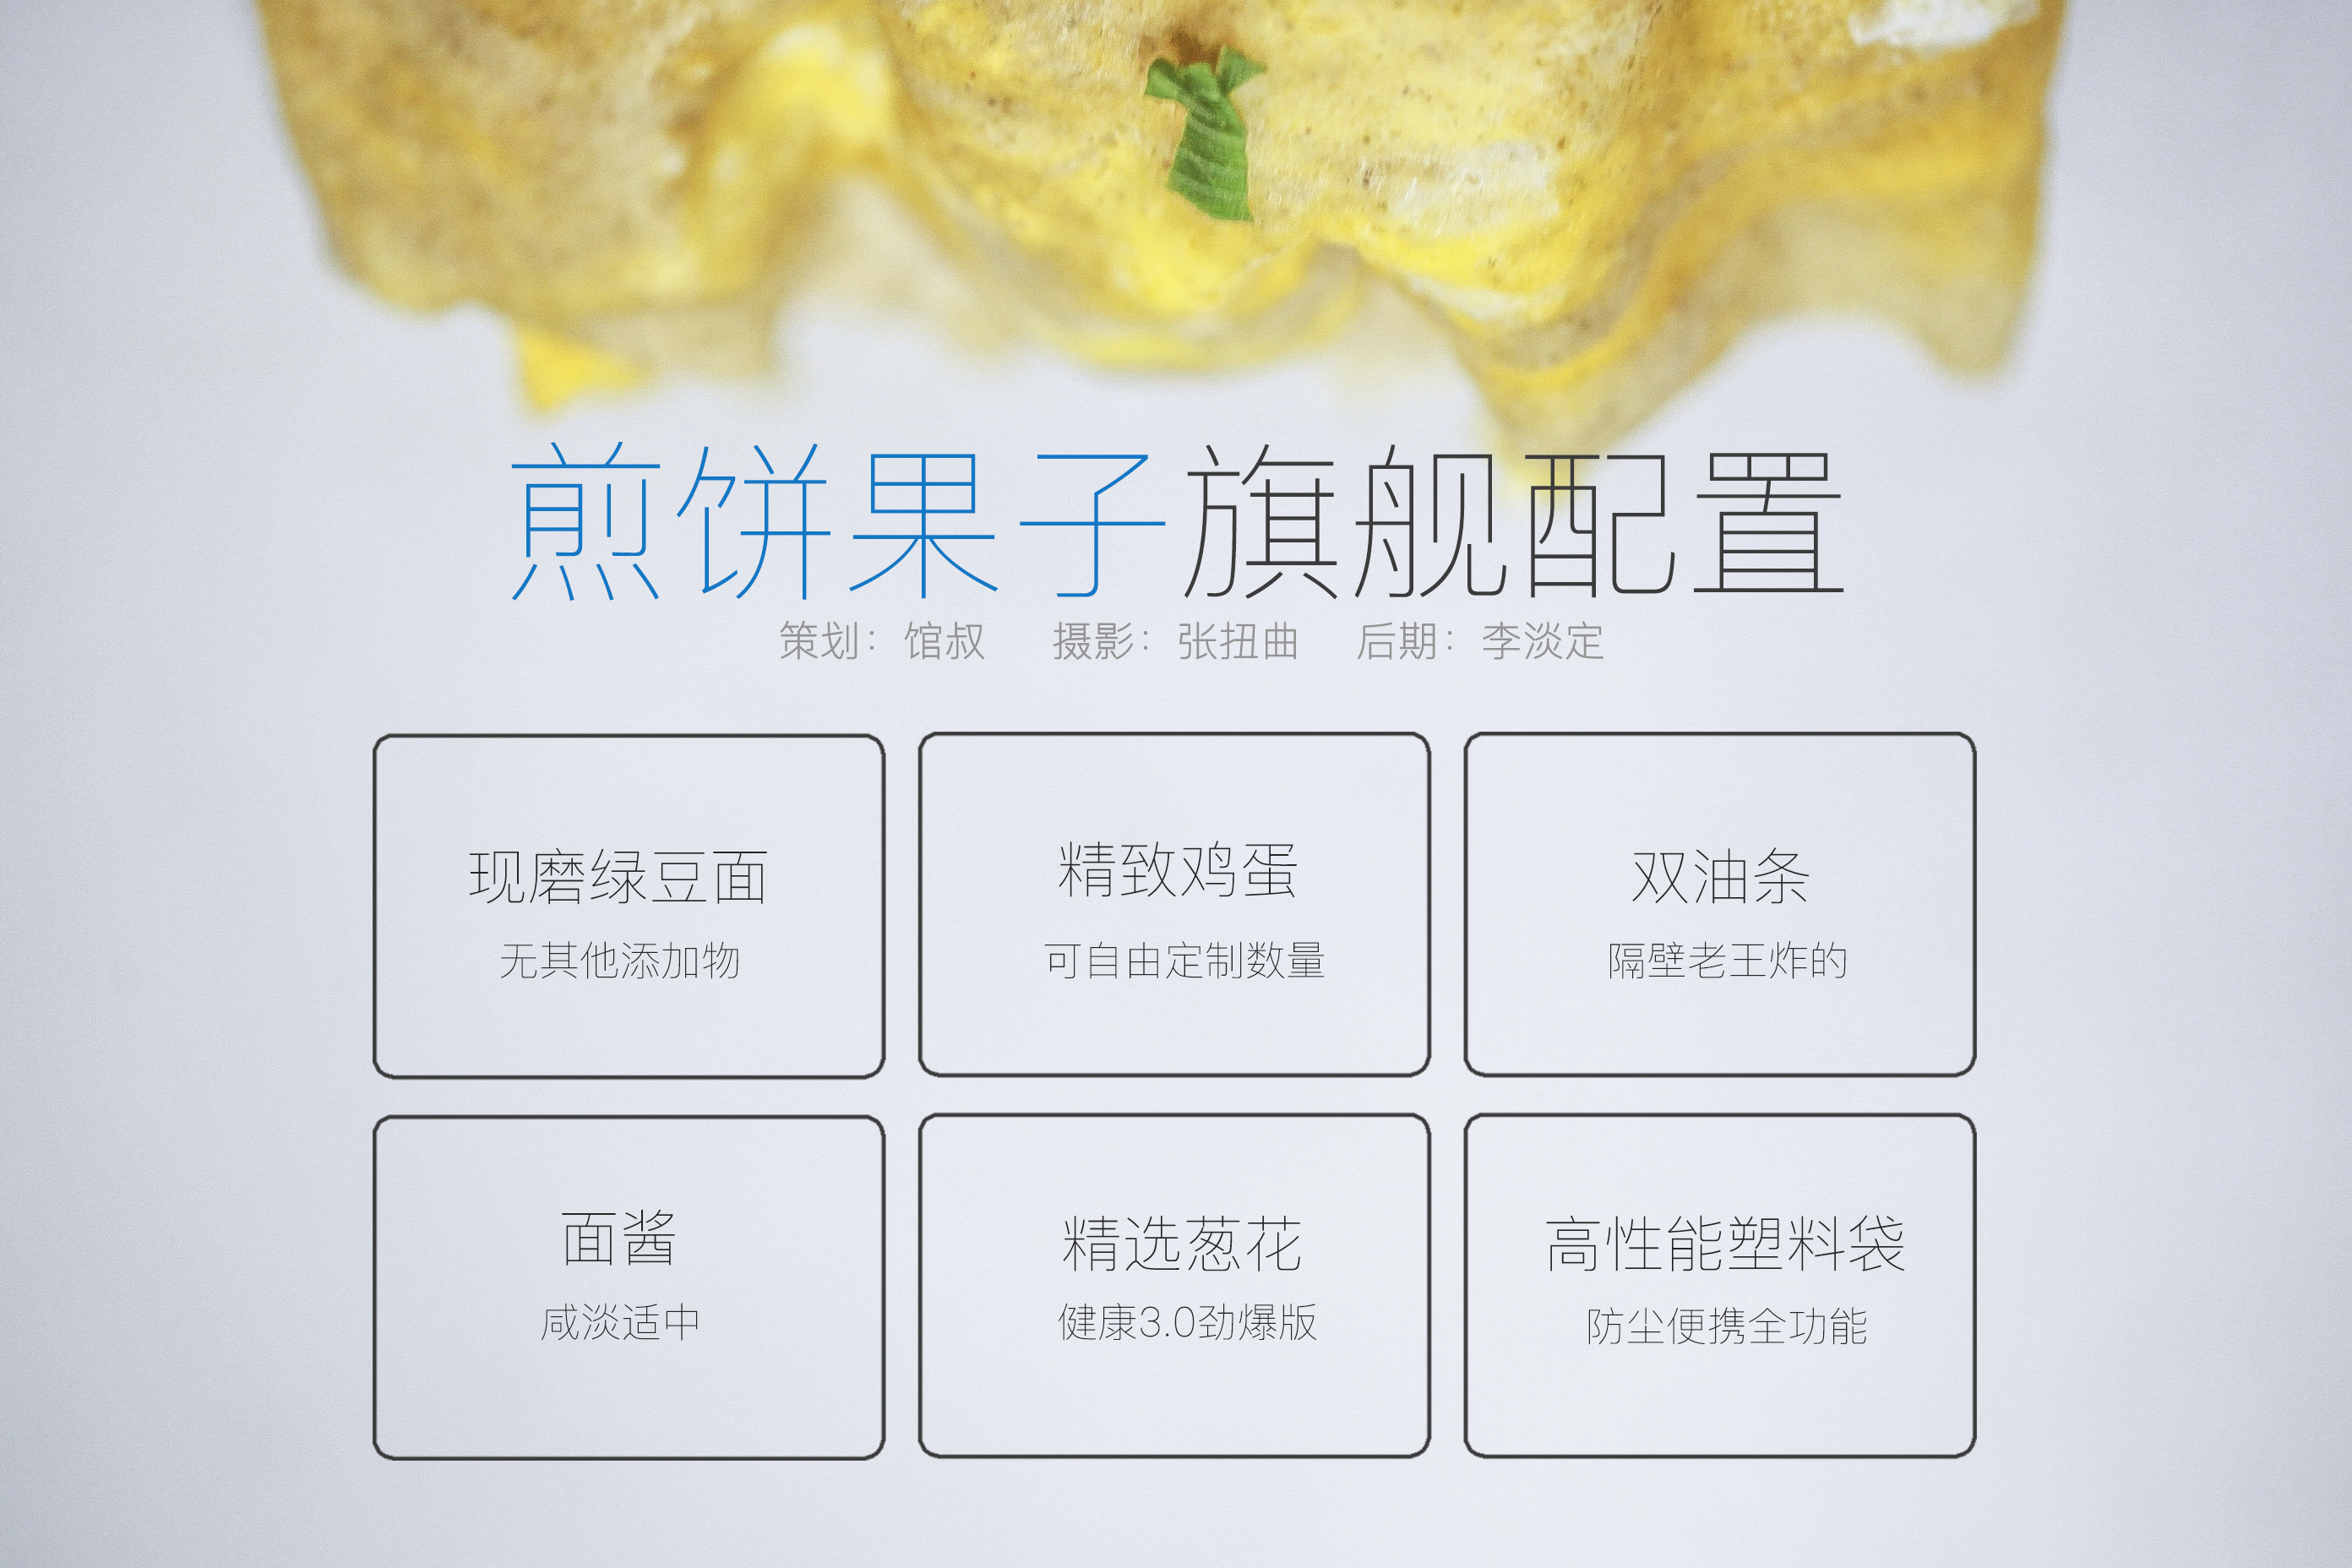 煎饼果子旗舰配置
策划：馆叔 摄影：张扭曲 后期：李淡定
现磨绿豆面
无其他添加物
精致鸡蛋
可自由定制数量
双油条
隔壁老王炸的
面酱
咸淡适中
精选葱花
健康3.0劲爆版
高性能塑料袋
防尘便携全功能